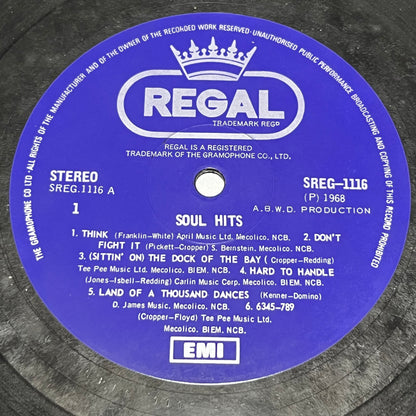 THE GRAMOPHONE CO LTD·ALL RIGHTS OF THE MANUFACTURER AND OF THE OWNER OF THE RECORDED WORK RESERVED·UNAUTHORISED PUBLIC PERFORMANCE BROADCASTING AND COPYING OF THIS RECORD PROHIBITED
REGAL
TRADEMARK REGD
REGAL IS A REGISTERED
TRADEMARK OF THE GRAMOPHONE CO., LTD.
STEREO
SREG.1116 A
1
SREG-1116
(P) 1968
A.B.W.D. PRODUCTION
SOUL HITS
1. THINK (Franklin-White) April Music Ltd. Mecolico. NCB. 2. DON'T
FIGHT IT (Pickett-Cropper) S. Bernstein. Mecolico. NCB.
3. (SITTIN' ON) THE DOCK OF THE BAY (Cropper-Redding)
Tee Pee Music Ltd. Mecolico. BIEM. NCB. 4. HARD TO HANDLE
(Jones-Isbell-Redding) Carlin Music Corp. Mecolico. BIEM. NCB.
5. LAND OF A THOUSAND DANCES (Kenner-Domino)
D. James Music. Mecolico. NCB. 6. 6345-789
(Cropper-Floyd) Tee Pee Music Ltd.
Mecolico. BIEM. NCB.
EMI